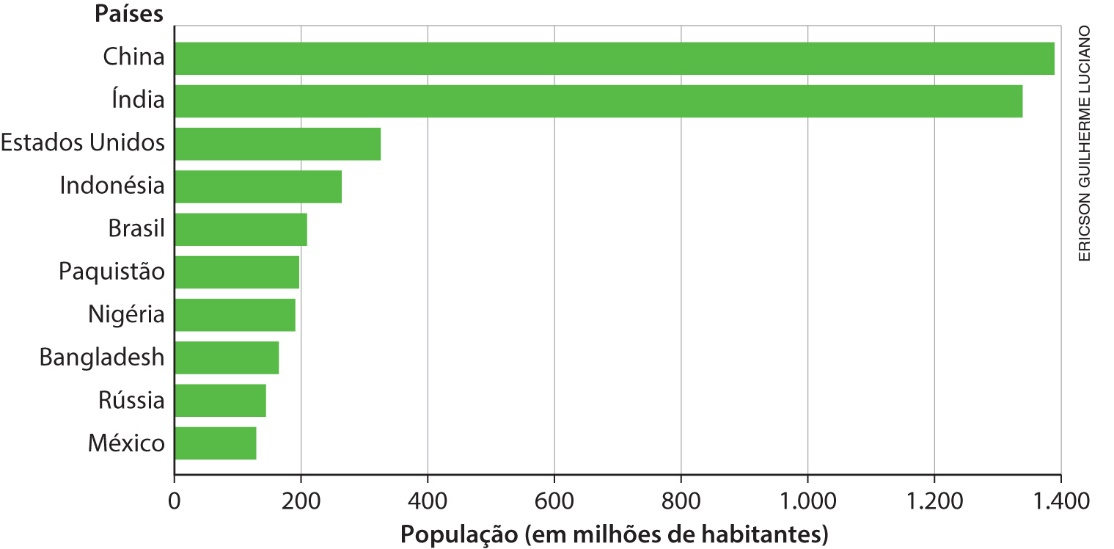 Países
China
Índia
Estados Unidos
Indonésia
Brasil
Paquistão
Nigéria
Bangladesh
Rússia
México
0 200 400 600 800 1.000 1.200 1.400
População (em milhões de habitantes)
ERICSON GUILHERME LUCIANO